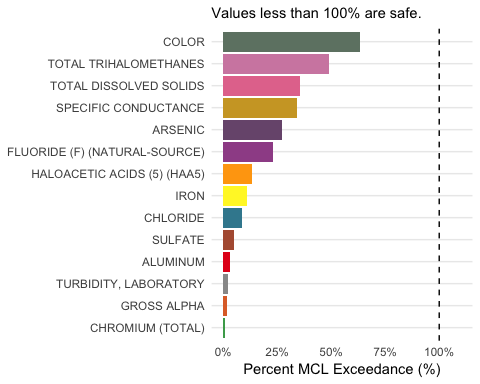 Values less than 100% are safe.
COLOR
TOTAL TRIHALOMETHANES
TOTAL DISSOLVED SOLIDS
SPECIFIC CONDUCTANCE
ARSENIC
FLUORIDE (F) (NATURAL-SOURCE)
HALOACETIC ACIDS (5) (HAA5)
IRON
CHLORIDE
SULFATE
ALUMINUM
TURBIDITY, LABORATORY
GROSS ALPHA
CHROMIUM (TOTAL)
0% 25% 50% 75% 100%
Percent MCL Exceedance (%)